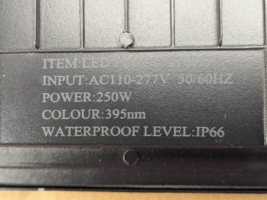 ITEM:LED
INPUT:AC110-277V 50/60HZ
POWER:250W
COLOUR:395nm
WATERPROOF LEVEL:IP66